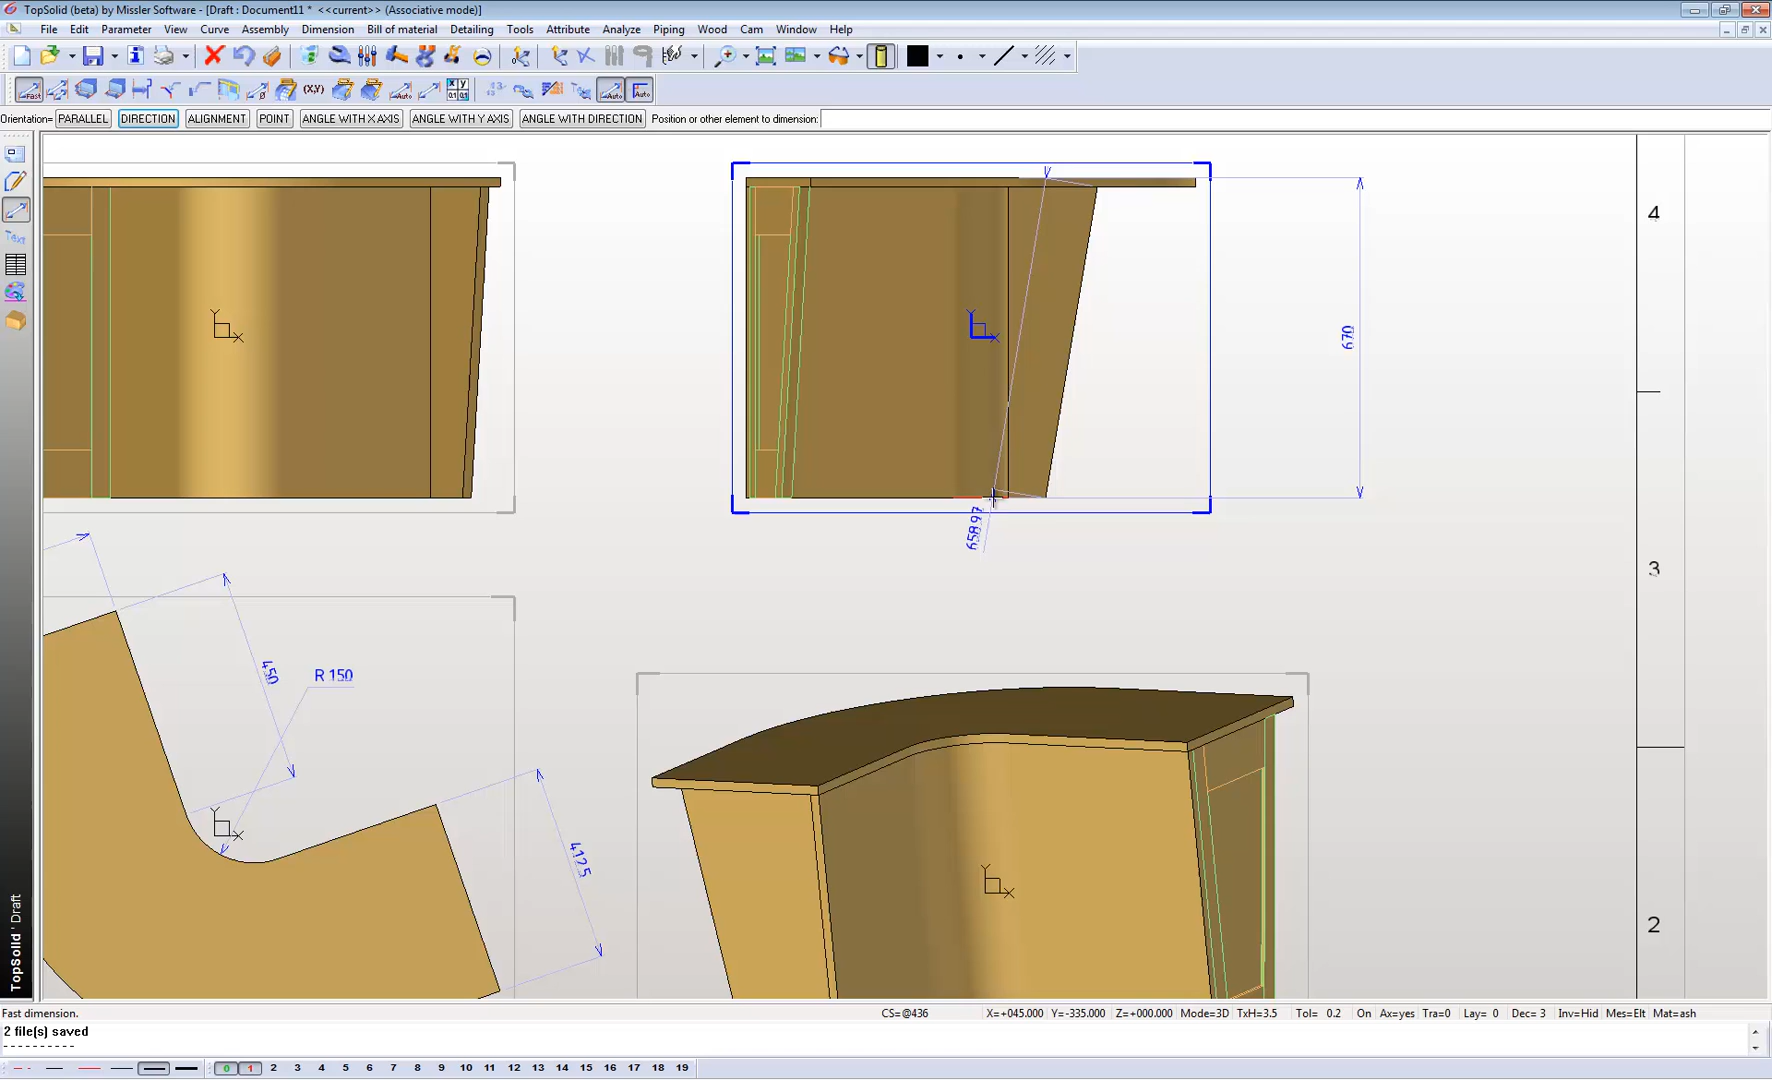 TopSolid (beta) by Missler Software - [Draft : Document11 * <<current>> (Associative mode)]
File Edit Parameter View Curve Assembly Dimension Bill of material Detailing Tools Attribute Analyze Piping Wood Cam Window Help
Orientation= PARALLEL DIRECTION ALIGNMENT POINT ANGLE WITH X AXIS ANGLE WITH Y AXIS ANGLE WITH DIRECTION Position or other element to dimension:
Fast
(X,Y)
Auto
Auto
Auto
Text
4
Y
X
Y
X
670
658.97
3
450
R 150
Y
X
412.5
Y
X
2
TopSolid ' Draft
Fast dimension. CS=@436 X=+045.000 Y=-335.000 Z=+000.000 Mode=3D TxH=3.5 Tol= 0.2 On Ax=yes Tra=0 Lay= 0 Dec= 3 Inv=Hid Mes=Elt Mat=ash
2 file(s) saved
----------
0 1 2 3 4 5 6 7 8 9 10 11 12 13 14 15 16 17 18 19